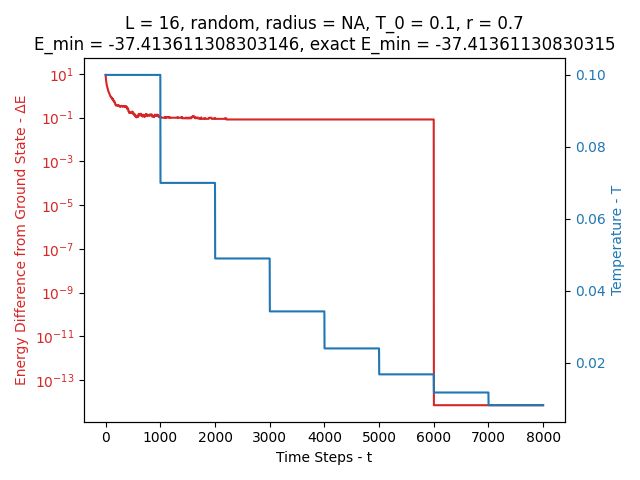 L = 16, random, radius = NA, T_0 = 0.1, r = 0.7
E_min = -37.413611308303146, exact E_min = -37.41361130830315
Energy Difference from Ground State - ΔE
10^1
10^-1
10^-3
10^-5
10^-7
10^-9
10^-11
10^-13
0.10
0.08
0.06
0.04
0.02
Temperature - T
0 1000 2000 3000 4000 5000 6000 7000 8000
Time Steps - t